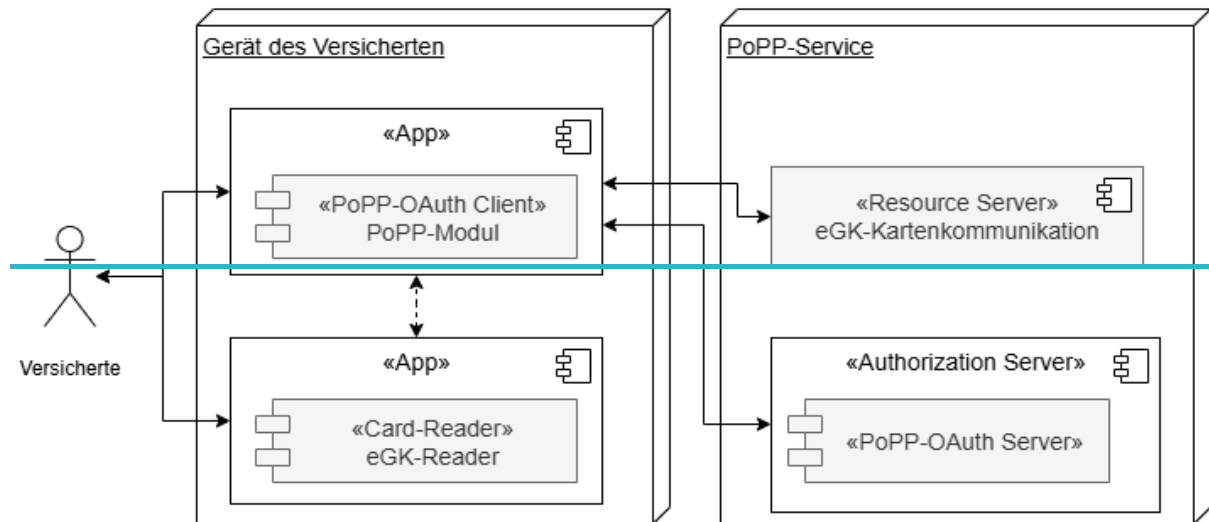 Gerät des Versicherten
«App»
«PoPP-OAuth Client»
PoPP-Modul
Versicherte
«App»
«Card-Reader»
eGK-Reader
PoPP-Service
«Resource Server»
eGK-Kartenkommunikation
«Authorization Server»
«PoPP-OAuth Server»